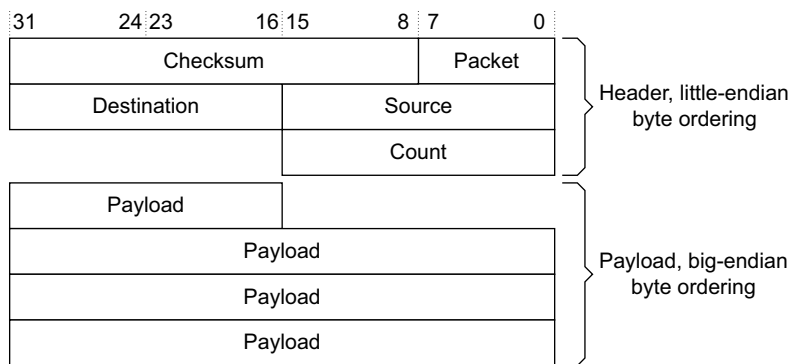 31 24 23 16 15 8 7 0
Checksum Packet
Destination Source
Count
Header, little-endian
byte ordering
Payload
Payload
Payload
Payload
Payload, big-endian
byte ordering